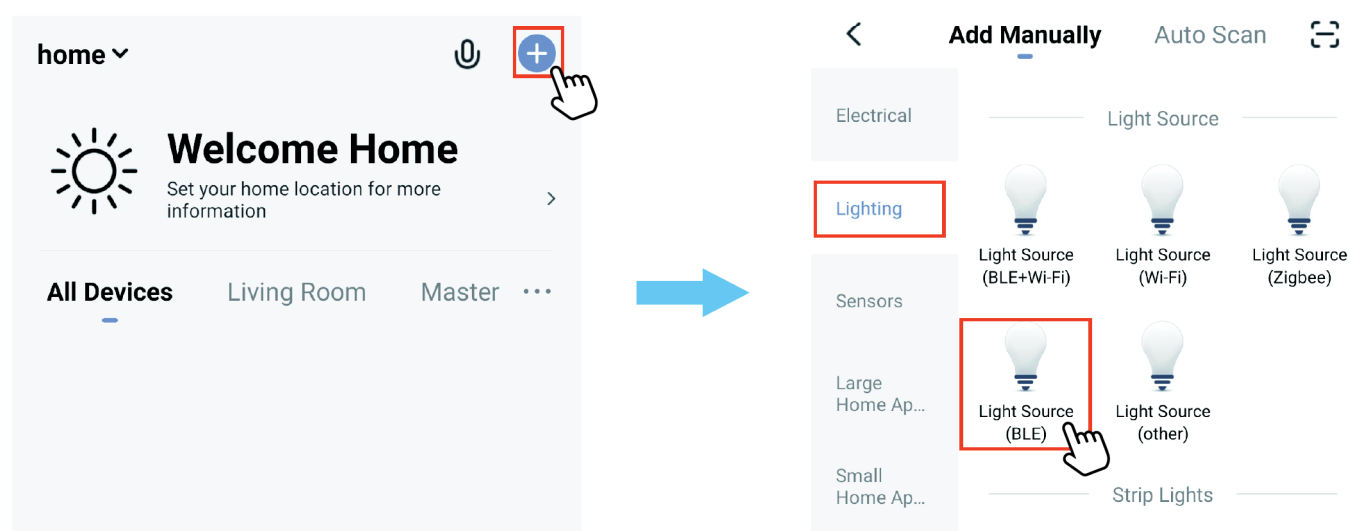 home
Welcome Home
Set your home location for more
information
All Devices
Living Room
Master
Add Manually
Auto Scan
Electrical
Lighting
Sensors
Large
Home Ap...
Small
Home Ap...
Light Source
Light Source
(BLE+Wi-Fi)
Light Source
(Wi-Fi)
Light Source
(Zigbee)
Light Source
(BLE)
Light Source
(other)
Strip Lights